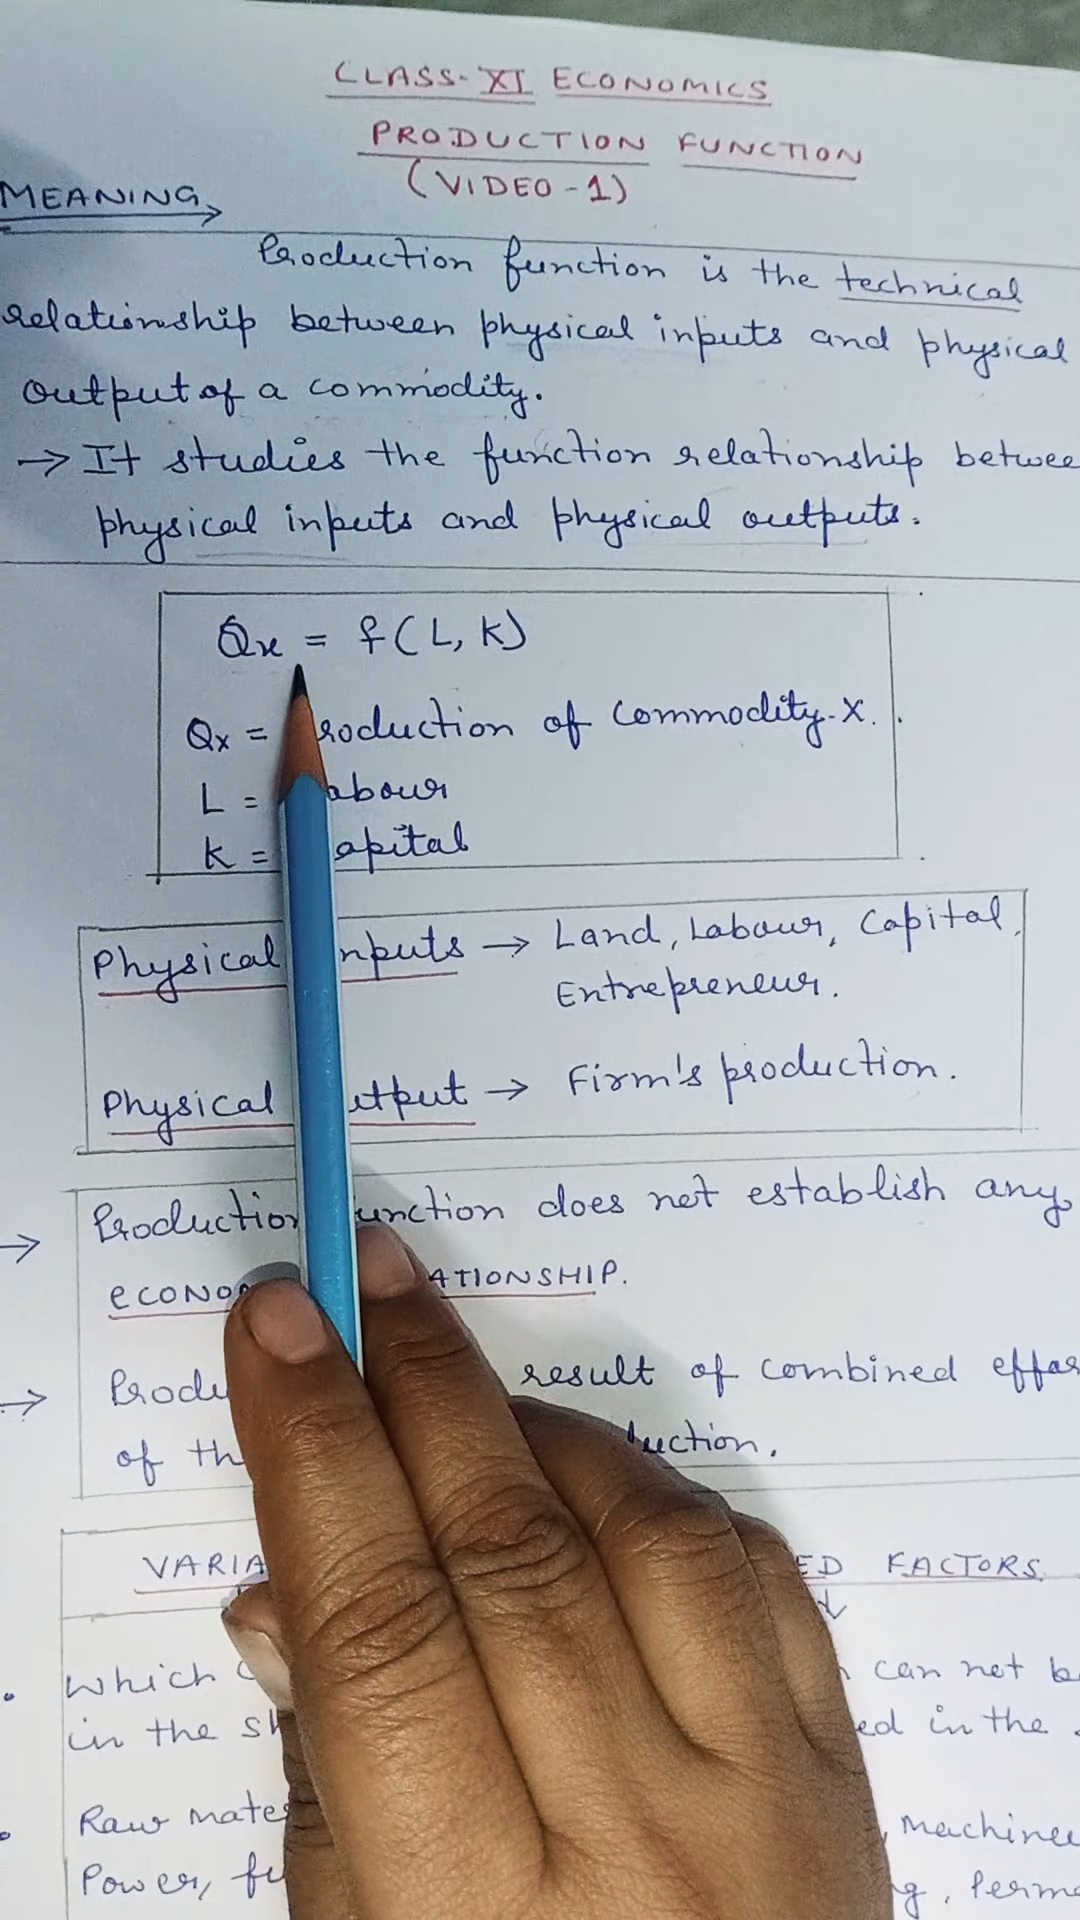 CLASS-XI ECONOMICS
PRODUCTION FUNCTION
(VIDEO-1)
MEANING
Production function is the technical
relationship between physical inputs and physical
output of a commodity.
→ It studies the function relationship betwee
physical inputs and physical outputs.
Qx = f(L, K)
Qx = roduction of Commodity-X.
L = abour
K = apital
Physical nputs → Land, Labour, Capital,
Entrepreneur.
Physical utput → Firm's production.
→ Production unction does not establish any
econo ATIONSHIP.
→ Produ result of combined effor
of th uction.
VARIA ED FACTORS
• which can not b
in the sh ed in the
• Raw mate , machine
Power, fu g, Perma